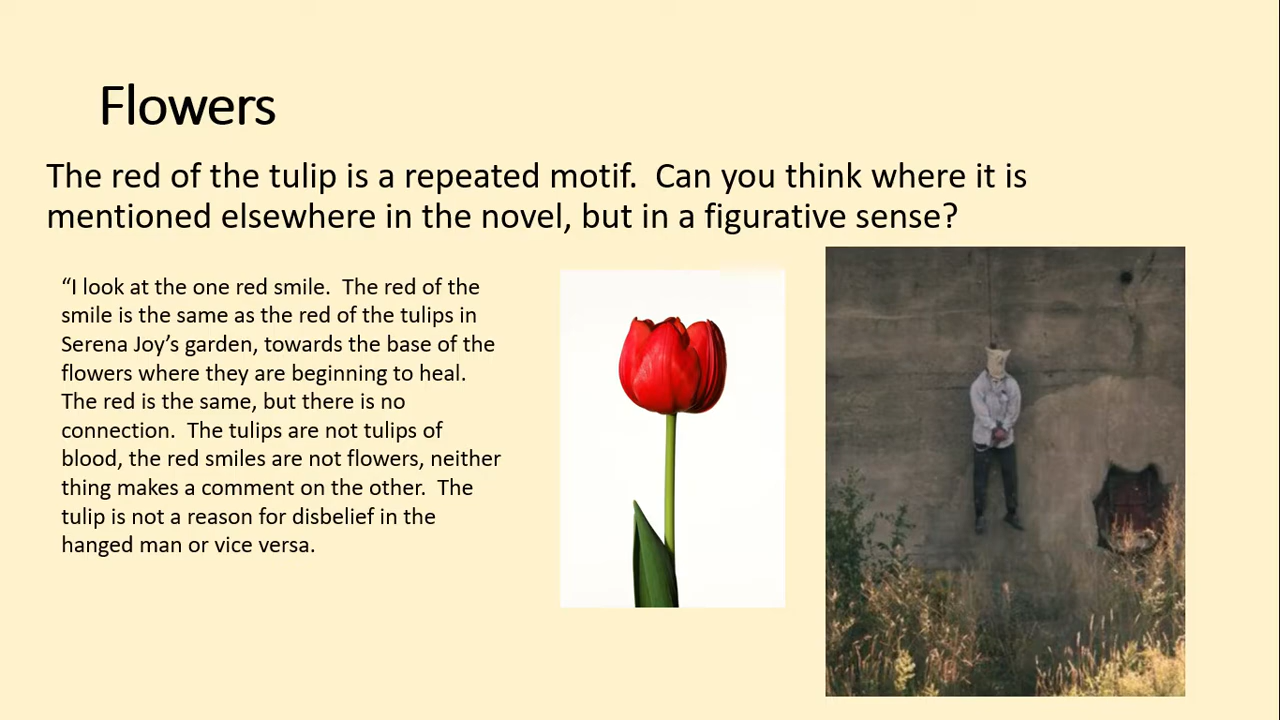 Flowers
The red of the tulip is a repeated motif.  Can you think where it is
mentioned elsewhere in the novel, but in a figurative sense?
“I look at the one red smile.  The red of the
smile is the same as the red of the tulips in
Serena Joy’s garden, towards the base of the
flowers where they are beginning to heal.
The red is the same, but there is no
connection.  The tulips are not tulips of
blood, the red smiles are not flowers, neither
thing makes a comment on the other.  The
tulip is not a reason for disbelief in the
hanged man or vice versa.